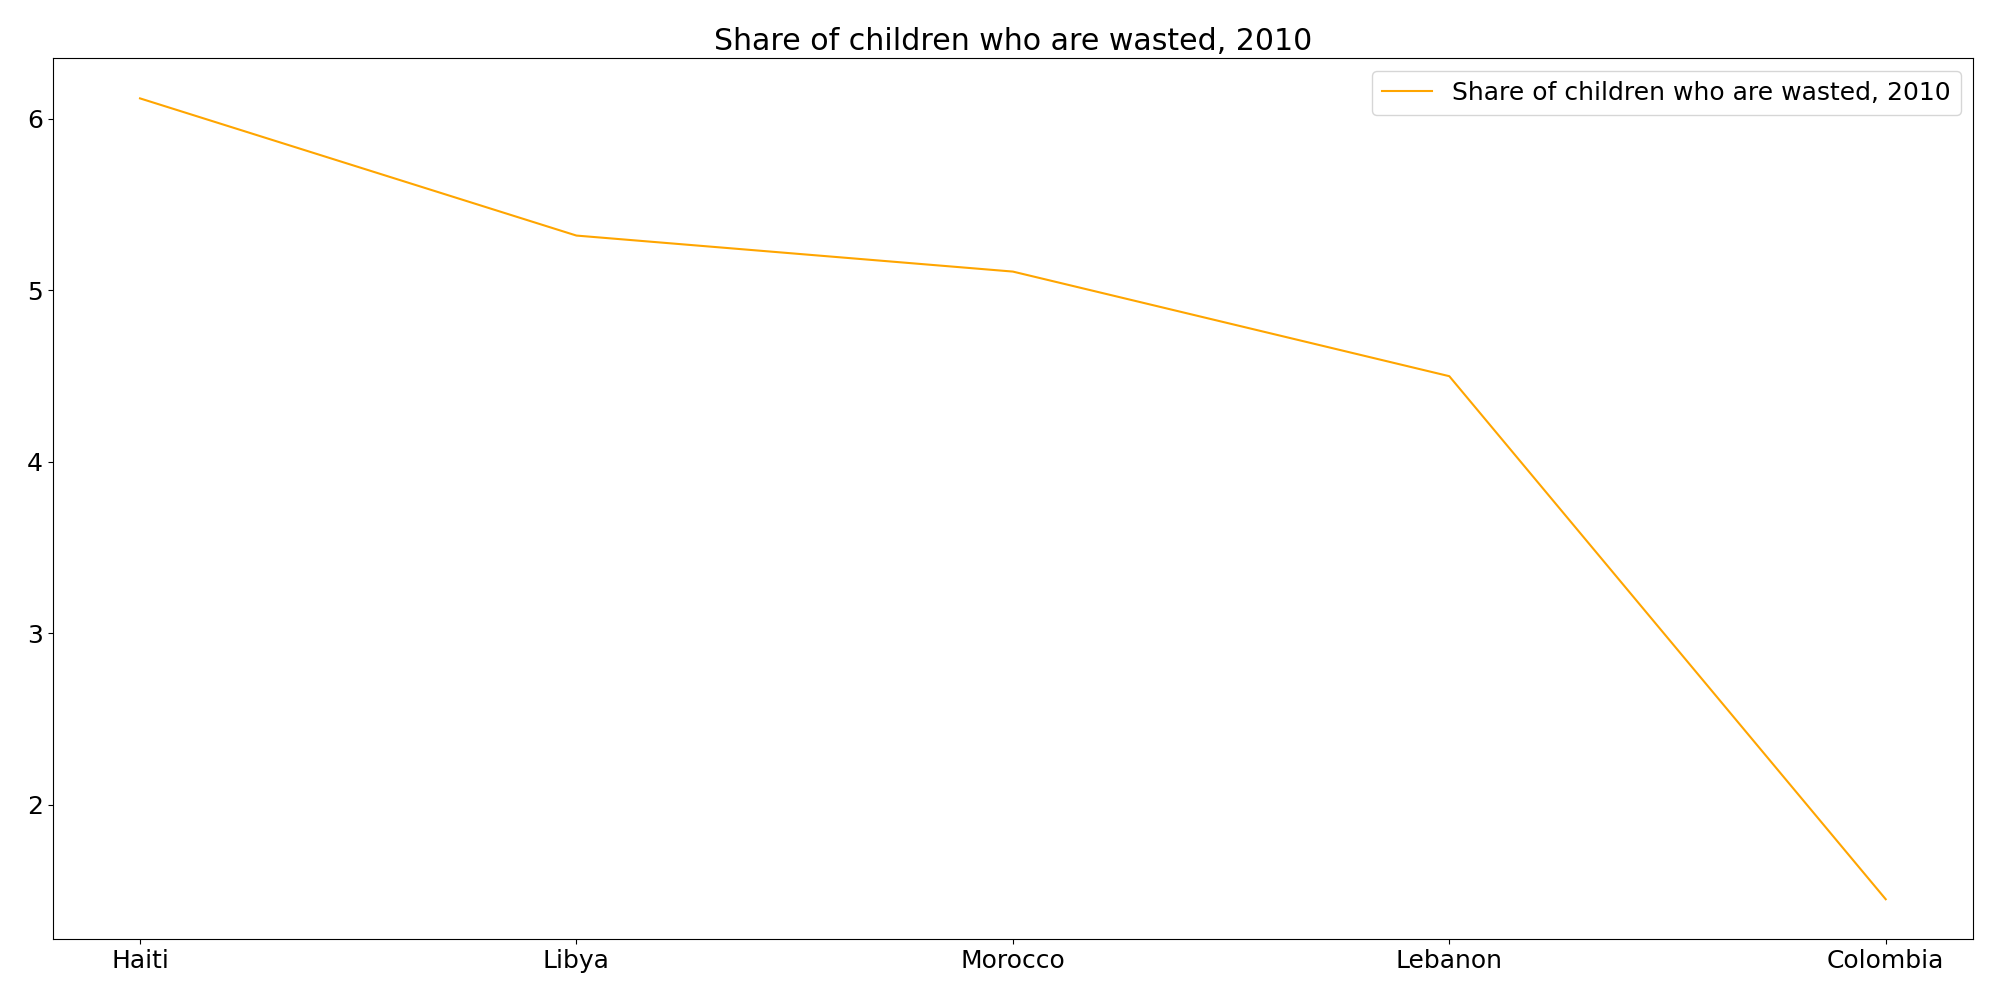 Share of children who are wasted, 2010
Share of children who are wasted, 2010
6
5
4
3
2
Haiti
Libya
Morocco
Lebanon
Colombia